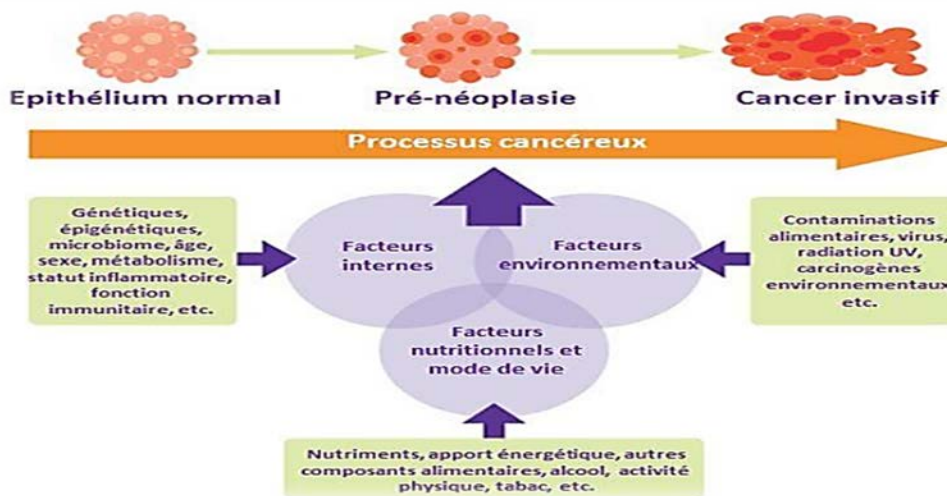 Epithélium normal
Pré-néoplasie
Cancer invasif
Processus cancéreux
Génétiques,
épigénétiques,
microbiome, âge,
sexe, métabolisme,
statut inflammatoire,
fonction
immunitaire, etc.
Facteurs
internes
Facteurs
environnementaux
Contaminations
alimentaires, virus,
radiation UV,
carcinogènes
environnementaux
etc.
Facteurs
nutritionnels et
mode de vie
Nutriments, apport énergétique, autres
composants alimentaires, alcool, activité
physique, tabac, etc.